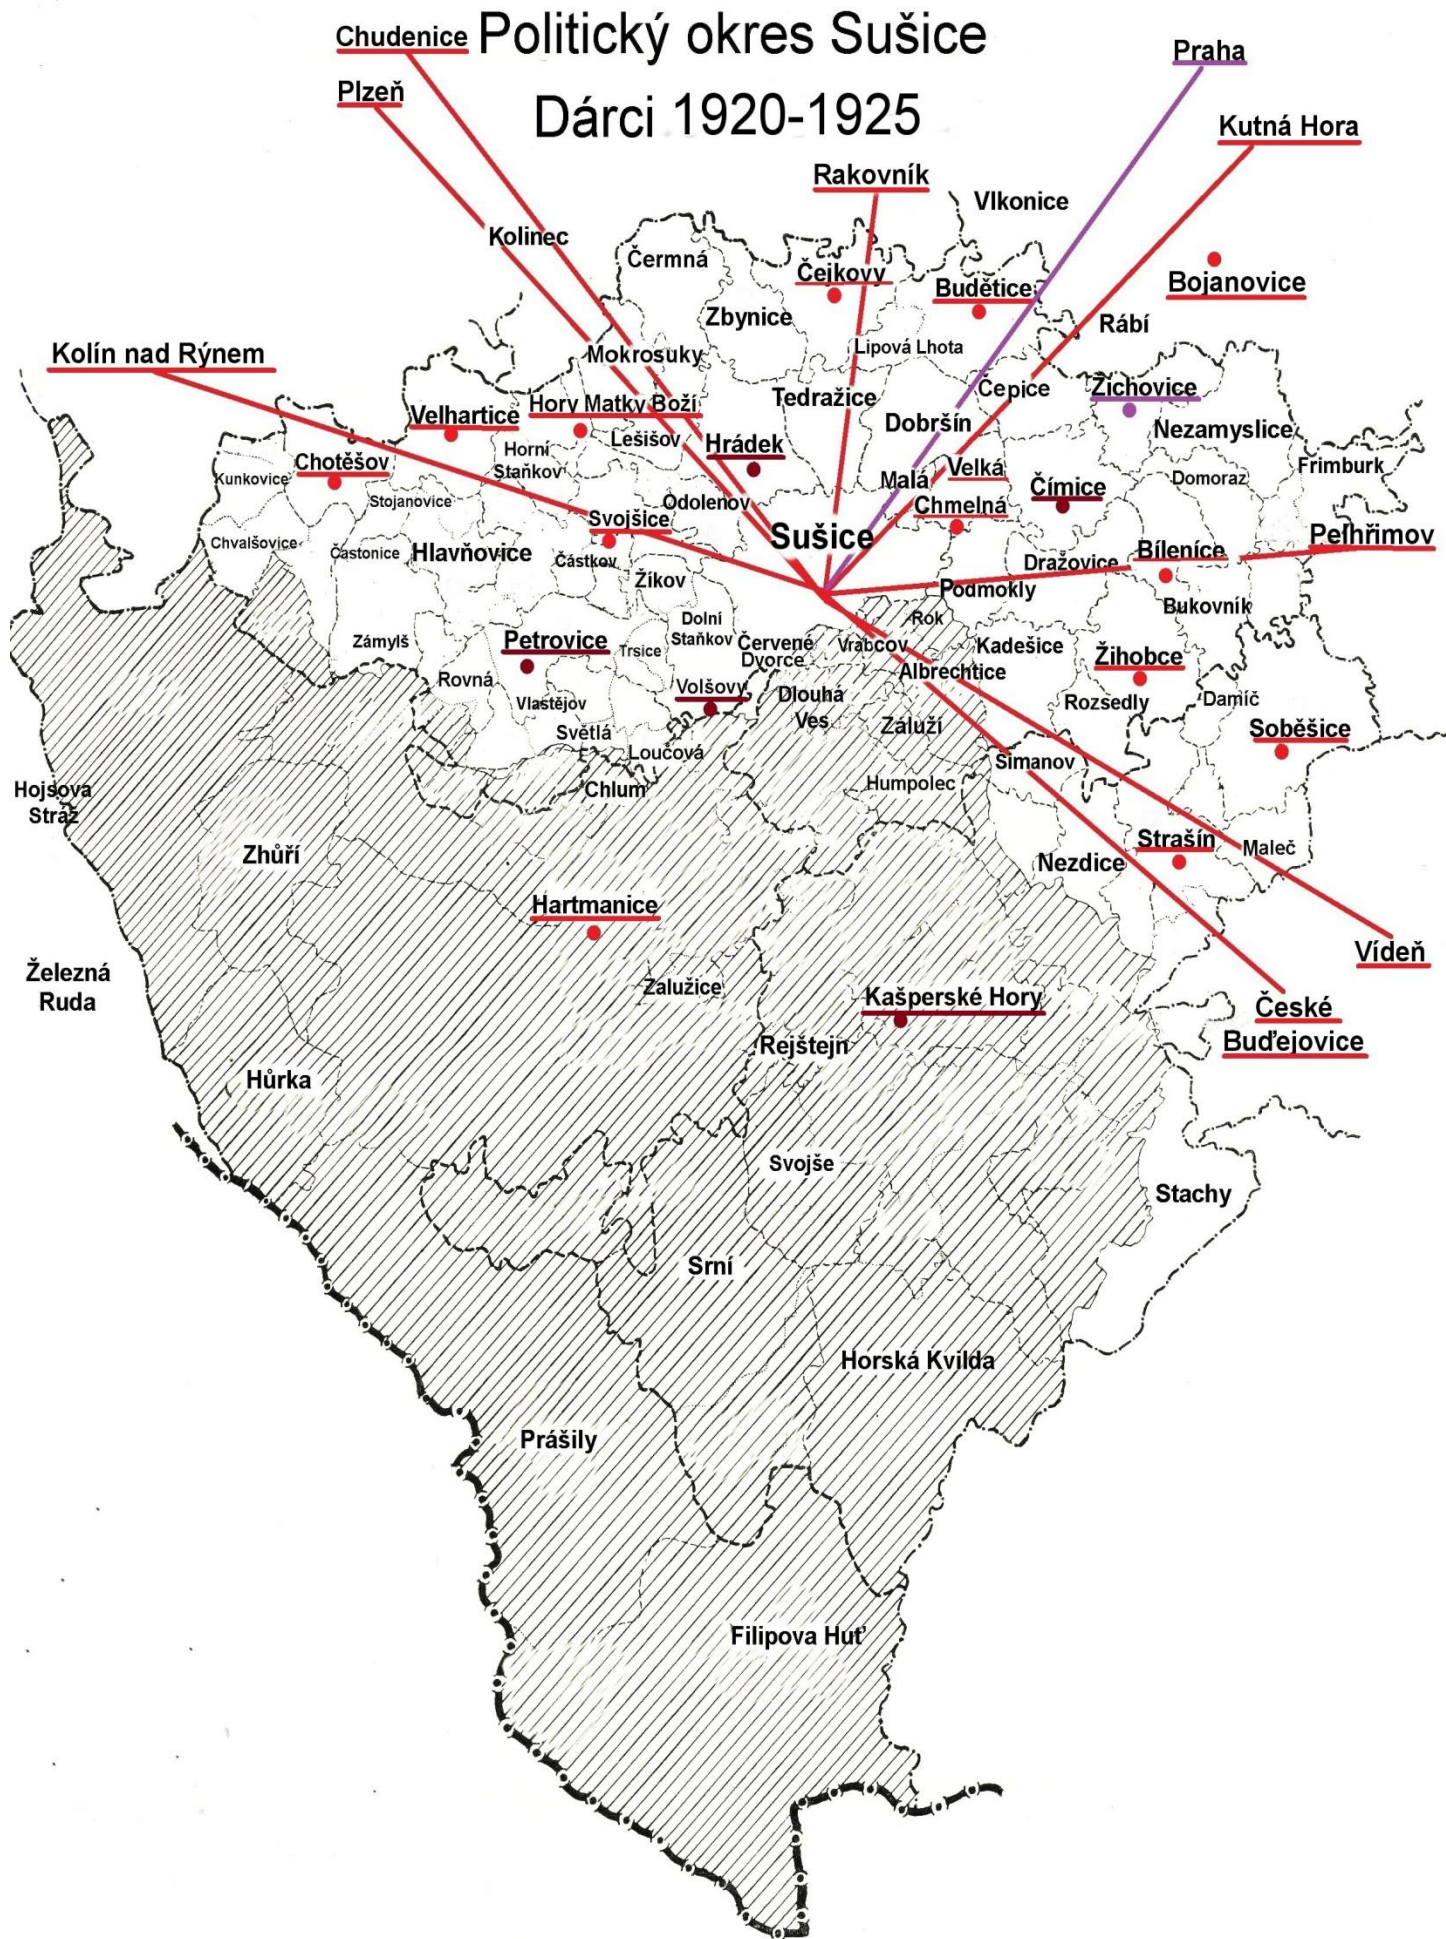 Politický okres Sušice
Dárci 1920-1925
Chudenice
Praha
Plzeň
Kutná Hora
Rakovník
Vlkonice
Kolinec
Čermná
Čejkovy
Budětice
Bojanovice
Zbynice
Rábí
Kolín nad Rýnem
Mokrosuky
Lipová Lhota
Čepice
Žichovice
Velhartice
Hory Matky Boží
Tedražice
Dobršín
Nezamyslice
Horní
Staňkov
Lešišov
Hrádek
Chotěšov
Kunkovice
Malá
Velká
Čímice
Domoraz
Frimburk
Stojanovice
Odolenov
Chmelná
Svojšice
Sušice
Pelhřimov
Chvalšovice
Častonice
Hlavňovice
Částkov
Žíkov
Dražovice
Bílenice
Podmokly
Bukovník
Zámylš
Petrovice
Trsice
Dolní
Staňkov
Červené
Dvorce
Vrabcov
Rok
Kadešice
Žihobce
Rovná
Vlastějov
Volšovy
Dlouhá
Ves
Albrechtice
Rozsedly
Damíč
Světlá
Loučová
Záluží
Soběšice
Hojsova
Stráž
Chlum
Humpolec
Šimanov
Zhůří
Nezdice
Strašín
Maleč
Hartmanice
Železná
Ruda
Zalužice
Kašperské Hory
Vídeň
České
Buďejovice
Rejštejn
Hůrka
Svojše
Stachy
Srní
Horská Kvilda
Prášily
Filipova Huť